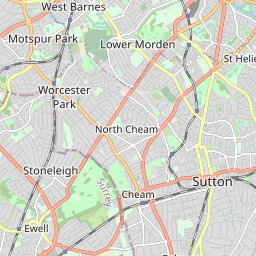 West Barnes
Motspur Park
Lower Morden
St Helie
Worcester
Park
North Cheam
Stoneleigh
Surrey
Cheam
Sutton
Ewell